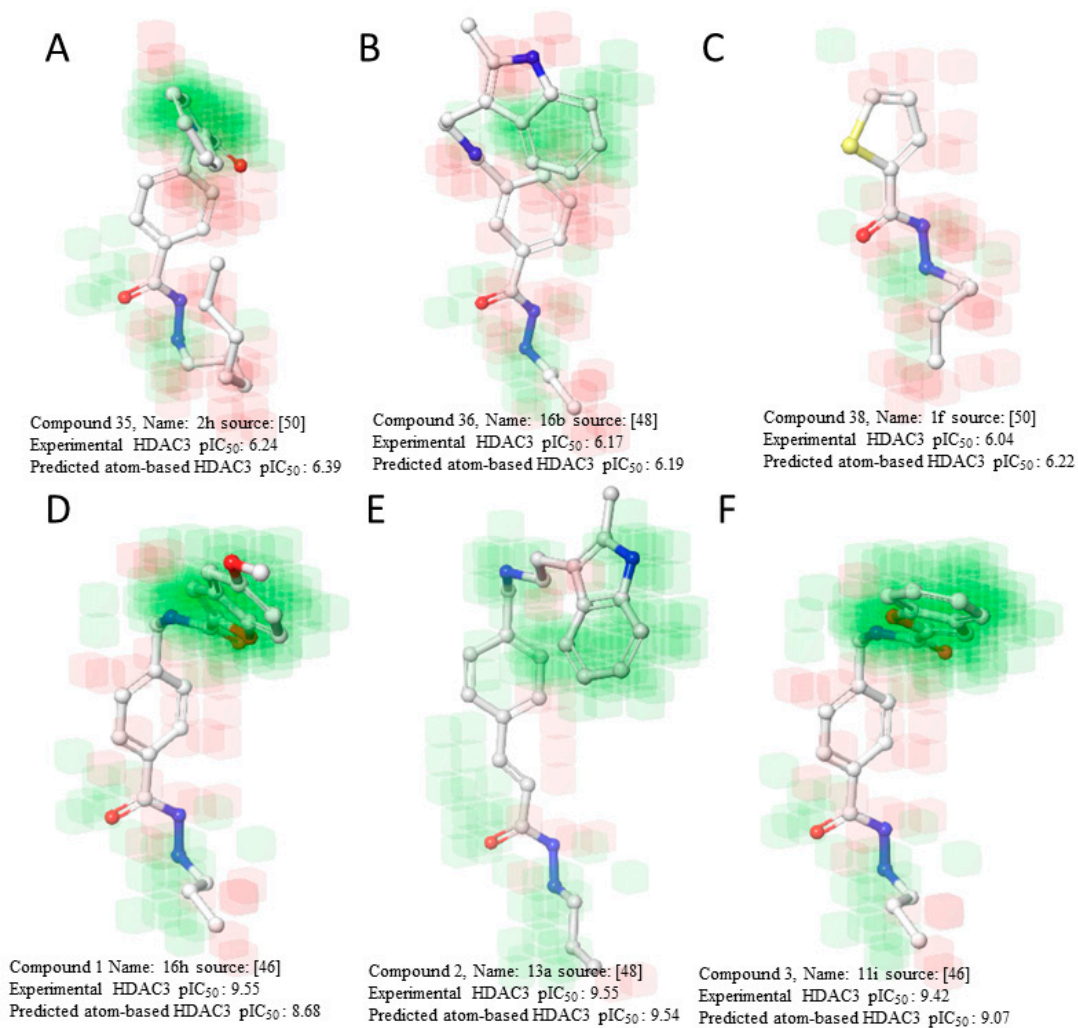 A
B
C
Compound 35, Name: 2h source: [50]
Experimental HDAC3 pIC50: 6.24
Predicted atom-based HDAC3 pIC50: 6.39
Compound 36, Name: 16b source: [48]
Experimental HDAC3 pIC50: 6.17
Predicted atom-based HDAC3 pIC50: 6.19
Compound 38, Name: 1f source: [50]
Experimental HDAC3 pIC50: 6.04
Predicted atom-based HDAC3 pIC50: 6.22
D
E
F
Compound 1 Name: 16h source: [46]
Experimental HDAC3 pIC50: 9.55
Predicted atom-based HDAC3 pIC50: 8.68
Compound 2, Name: 13a source: [48]
Experimental HDAC3 pIC50: 9.55
Predicted atom-based HDAC3 pIC50: 9.54
Compound 3, Name: 11i source: [46]
Experimental HDAC3 pIC50: 9.42
Predicted atom-based HDAC3 pIC50: 9.07